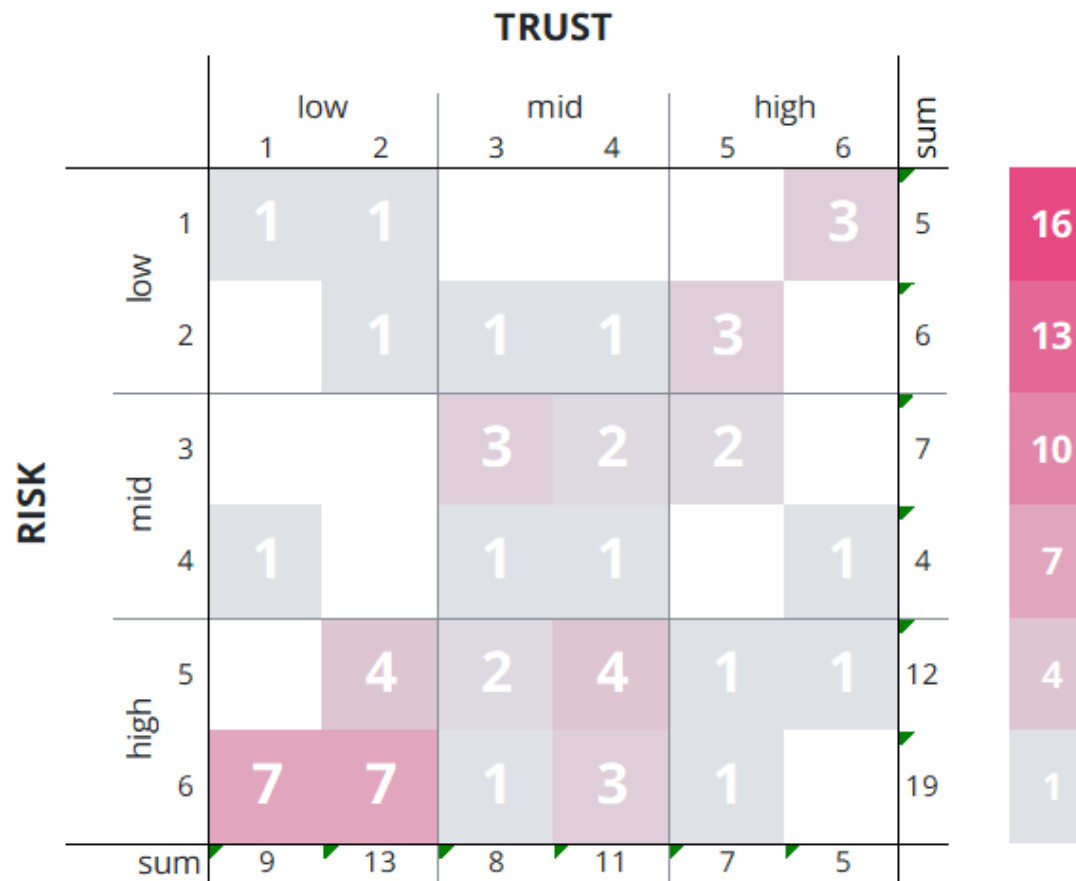 TRUST
low mid high sum
1 2 3 4 5 6
RISK
low
1 1 1 3 5
2 1 1 1 3 6
mid
3 3 2 2 7
4 1 1 1 1 4
high
5 4 2 4 1 1 12
6 7 7 1 3 1 19
sum 9 13 8 11 7 5
16
13
10
7
4
1